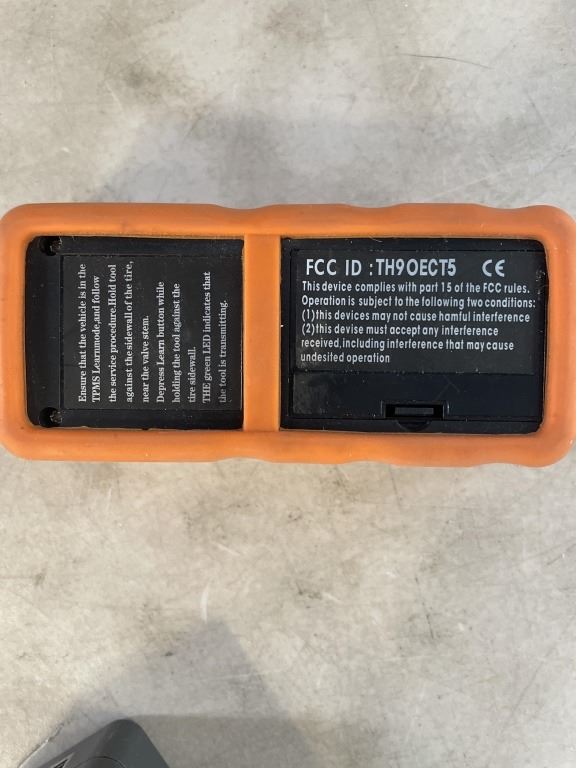 Ensure that the vehicle is in the
TPMS Learnmode,and follow
the service procedure.Hold tool
against the sidewall of the tire,
near the valve stem.
Depress Learn button while
holding the tool against the
tire sidewall.
THE green LED indicates that
the tool is transmitting.
FCC ID :TH9OECT5 CE
This device complies with part 15 of the FCC rules.
Operation is subject to the following two conditions:
(1)this devices may not cause harmful interference
(2)this devise must accept any interference
received,including interference that may cause
undesited operation